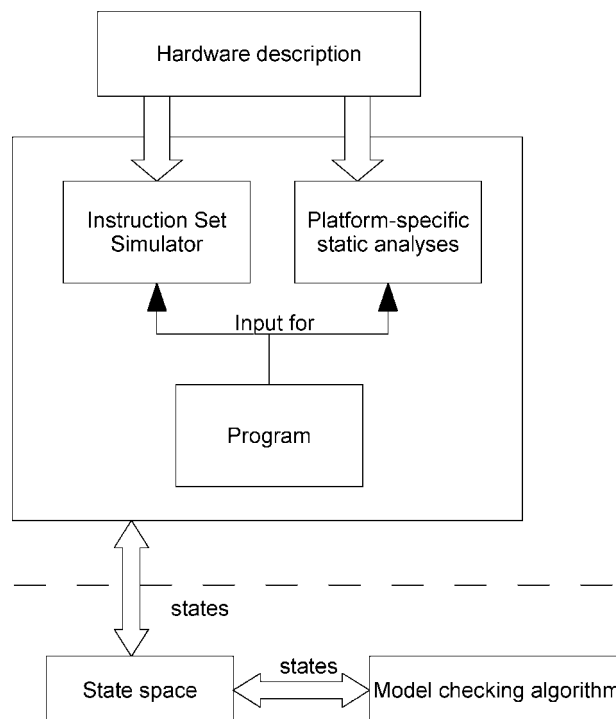 Hardware description
Instruction Set
Simulator
Platform-specific
static analyses
Input for
Program
states
states
State space
Model checking algorithm